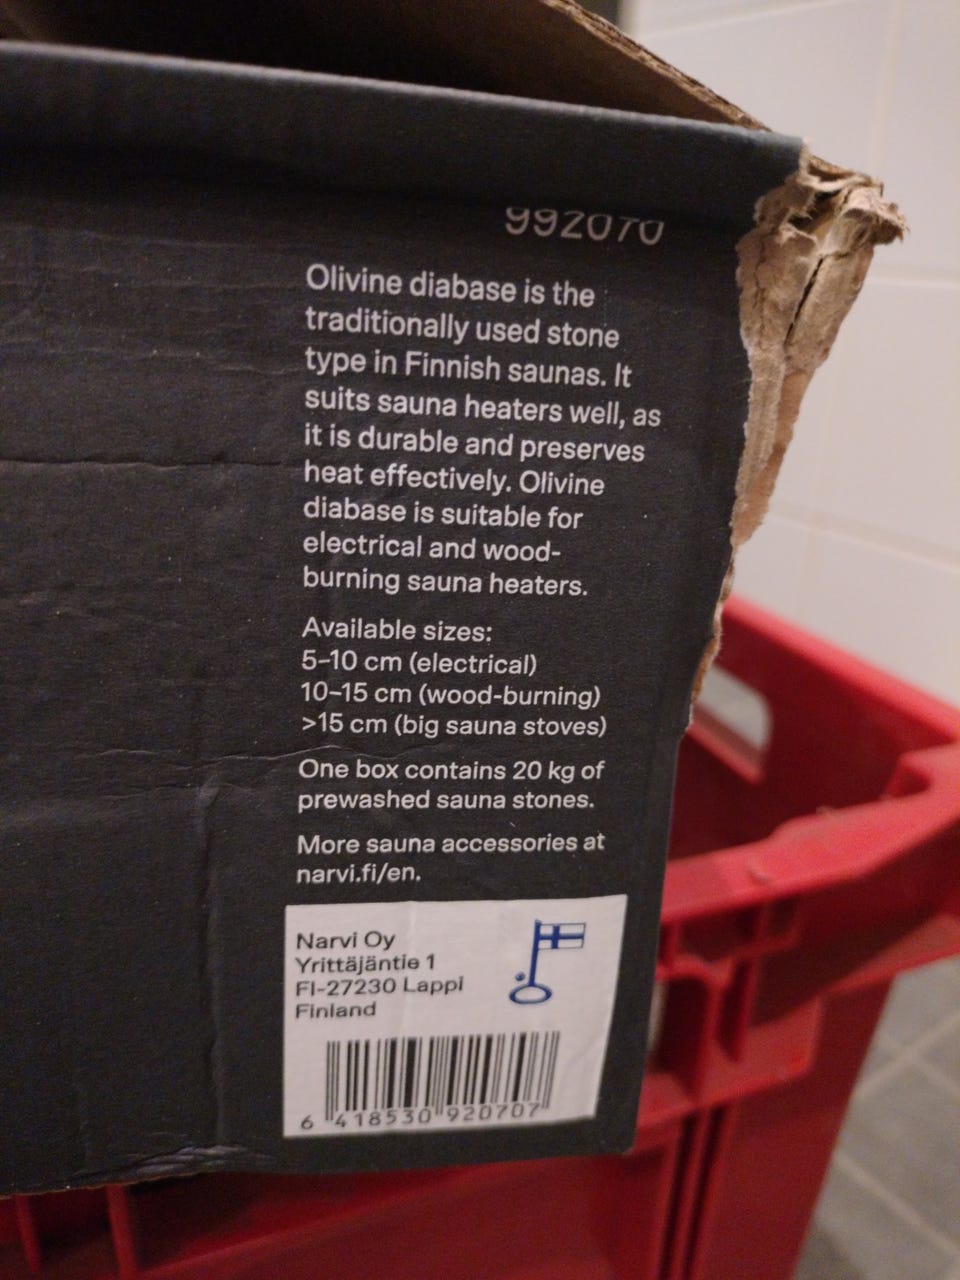 992070
Olivine diabase is the
traditionally used stone
type in Finnish saunas. It
suits sauna heaters well, as
it is durable and preserves
heat effectively. Olivine
diabase is suitable for
electrical and wood-
burning sauna heaters.
Available sizes:
5–10 cm (electrical)
10–15 cm (wood-burning)
>15 cm (big sauna stoves)
One box contains 20 kg of
prewashed sauna stones.
More sauna accessories at
narvi.fi/en.
Narvi Oy
Yrittäjäntie 1
FI-27230 Lappi
Finland
6 418530 920707